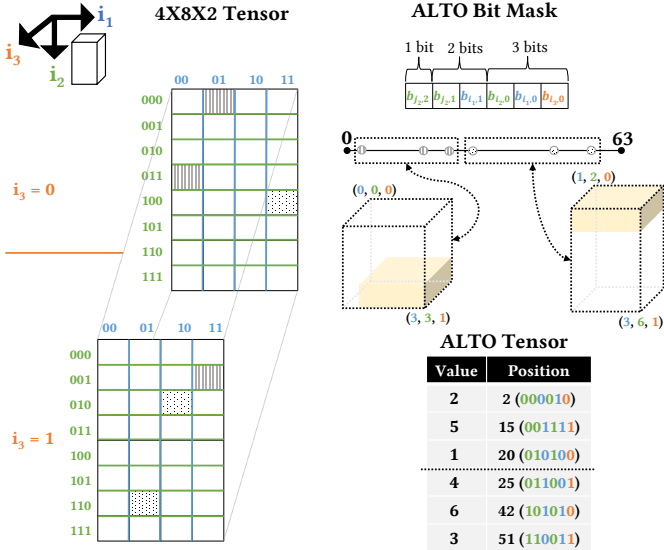 4X8X2 Tensor
i1
i3
i2
00 01 10 11
000
001
010
011
100
101
110
111
i3 = 0
00 01 10 11
000
001
010
011
100
101
110
111
i3 = 1
ALTO Bit Mask
1 bit 2 bits 3 bits
bi2,2 bi2,1 bi1,1 bi2,0 bi1,0 bi3,0
0 63
(0, 0, 0) (1, 2, 0)
(3, 3, 1) (3, 6, 1)
ALTO Tensor
Value Position
2 2 (000010)
5 15 (001111)
1 20 (010100)
4 25 (011001)
6 42 (101010)
3 51 (110011)